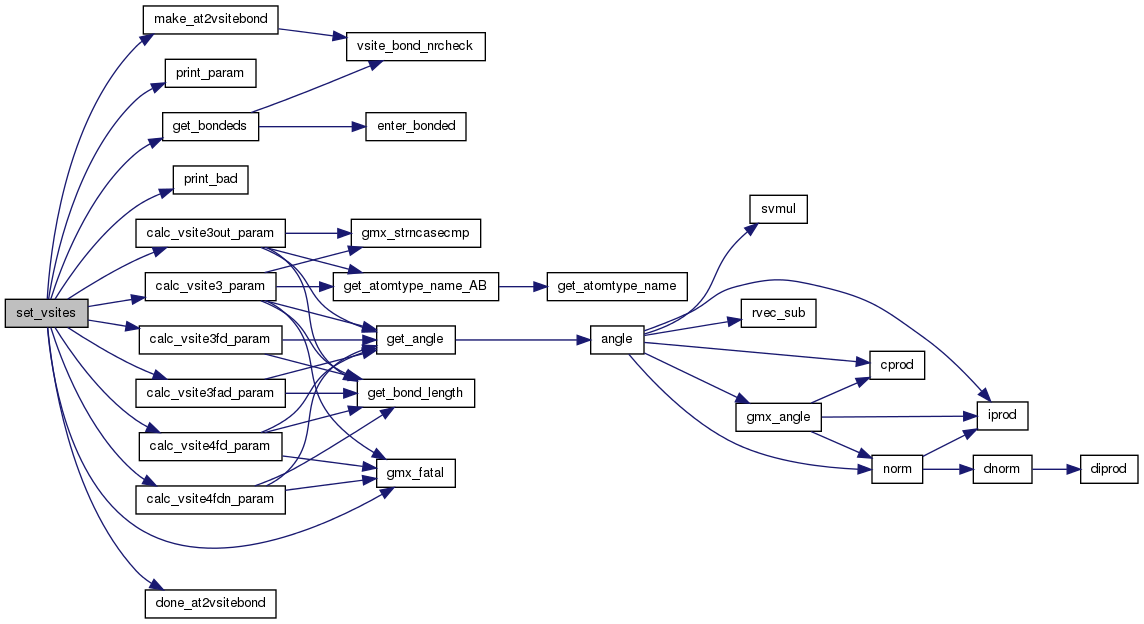 make_at2vsitebond
vsite_bond_nrcheck
print_param
get_bondeds
enter_bonded
print_bad
svmul
calc_vsite3out_param
gmx_strncasecmp
calc_vsite3_param
get_atomtype_name_AB
get_atomtype_name
set_vsites
rvec_sub
calc_vsite3fd_param
get_angle
angle
cprod
calc_vsite3fad_param
get_bond_length
gmx_angle
iprod
calc_vsite4fd_param
gmx_fatal
norm
dnorm
diprod
calc_vsite4fdn_param
done_at2vsitebond